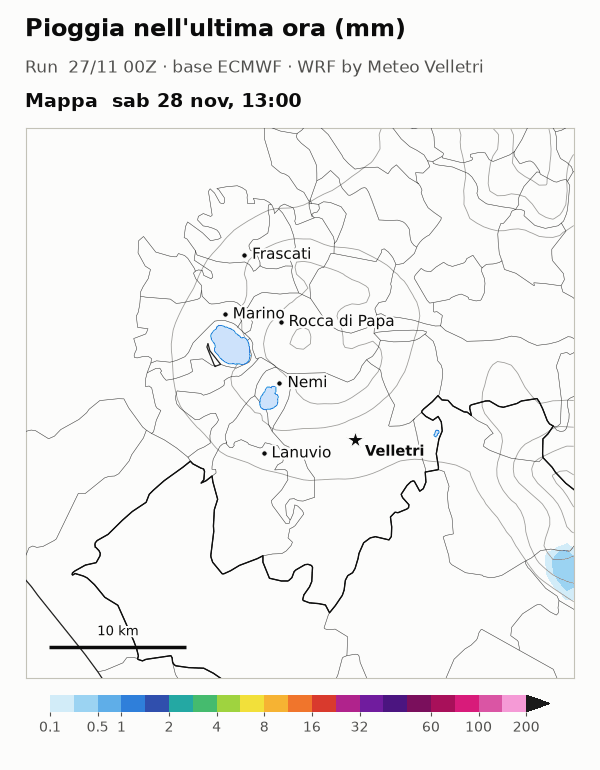 Pioggia nell'ultima ora (mm)
Run  27/11 00Z · base ECMWF · WRF by Meteo Velletri
Mappa  sab 28 nov, 13:00
Frascati
Marino
Rocca di Papa
Nemi
Velletri
Lanuvio
10 km
0.1 0.5 1 2 4 8 16 32 60 100 200